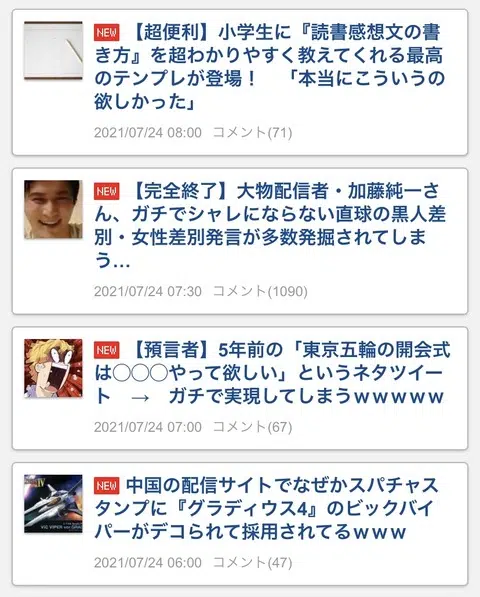 NEW 【超便利】小学生に『読書感想文の書
き方』を超わかりやすく教えてくれる最高
のテンプレが登場！　「本当にこういうの
欲しかった」
2021/07/24 08:00 コメント(71)
NEW 【完全終了】大物配信者・加藤純一さ
ん、ガチでシャレにならない直球の黒人差
別・女性差別発言が多数発掘されてしま
う…
2021/07/24 07:30 コメント(1090)
NEW 【預言者】5年前の「東京五輪の開会式
は◯◯◯やって欲しい」というネタツイー
ト　→　ガチで実現してしまうｗｗｗｗｗ
2021/07/24 07:00 コメント(67)
NEW 中国の配信サイトでなぜかスパチャス
タンプに『グラディウス4』のビックバイ
パーがデコられて採用されてるｗｗｗ
2021/07/24 06:00 コメント(47)